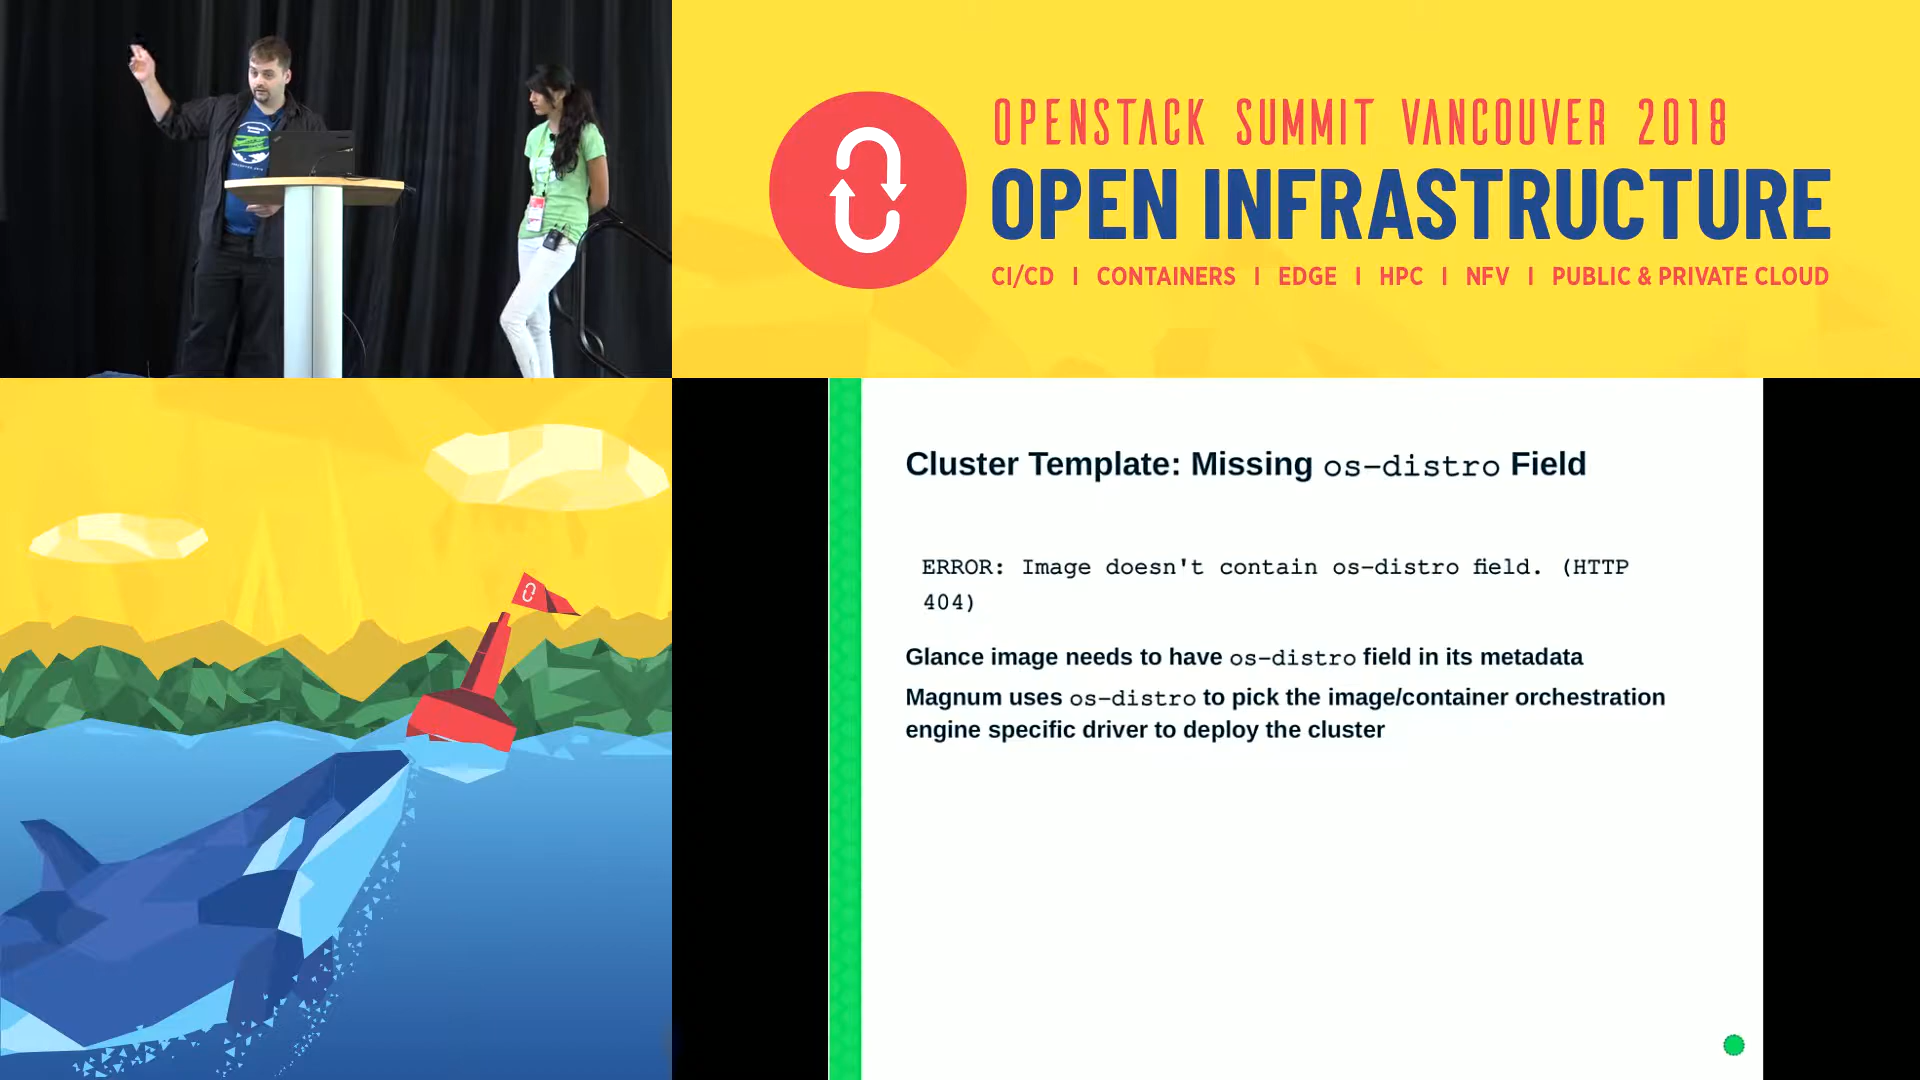 OPENSTACK SUMMIT VANCOUVER 2018
OPEN INFRASTRUCTURE
CI/CD | CONTAINERS | EDGE | HPC | NFV | PUBLIC & PRIVATE CLOUD
Cluster Template: Missing os-distro Field
ERROR: Image doesn't contain os-distro field. (HTTP
404)
Glance image needs to have os-distro field in its metadata
Magnum uses os-distro to pick the image/container orchestration
engine specific driver to deploy the cluster